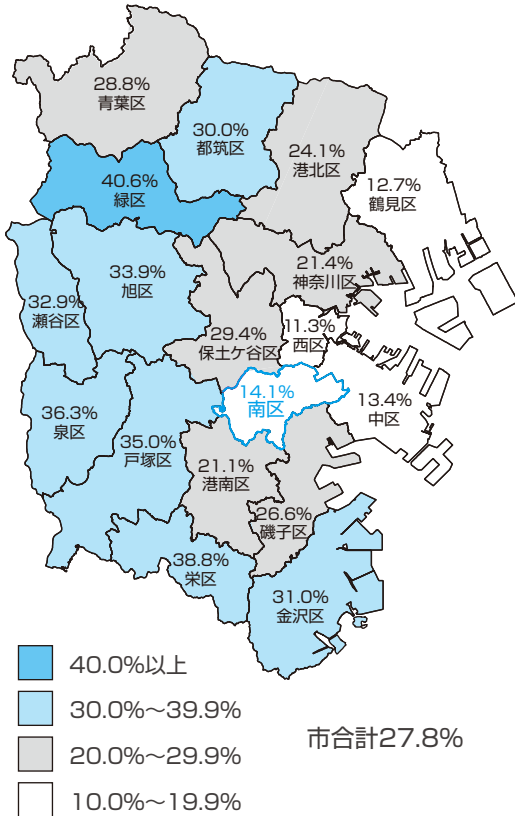 28.8%
青葉区
30.0%
都筑区
24.1%
港北区
12.7%
鶴見区
40.6%
緑区
21.4%
神奈川区
33.9%
旭区
32.9%
瀬谷区
29.4%
保土ケ谷区
11.3%
西区
14.1%
南区
13.4%
中区
36.3%
泉区
35.0%
戸塚区
21.1%
港南区
26.6%
磯子区
38.8%
栄区
31.0%
金沢区
40.0%以上
30.0%～39.9%
20.0%～29.9%
10.0%～19.9%
市合計27.8%